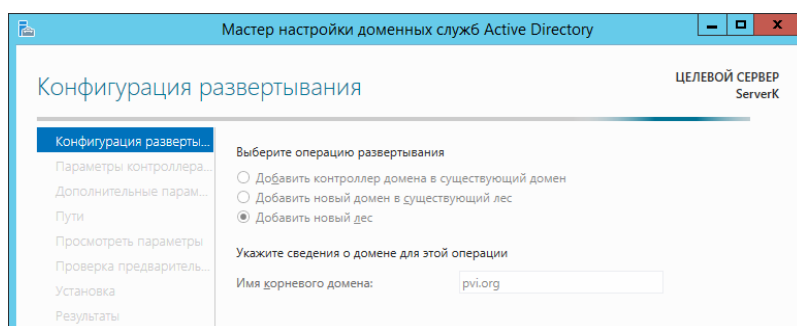 Мастер настройки доменных служб Active Directory
Конфигурация развертывания
ЦЕЛЕВОЙ СЕРВЕР
ServerK
Конфигурация разверты...
Параметры контроллера...
Дополнительные парам...
Пути
Просмотреть параметры
Проверка предваритель...
Установка
Результаты
Выберите операцию развертывания
Добавить контроллер домена в существующий домен
Добавить новый домен в существующий лес
Добавить новый лес
Укажите сведения о домене для этой операции
Имя корневого домена: pvi.org